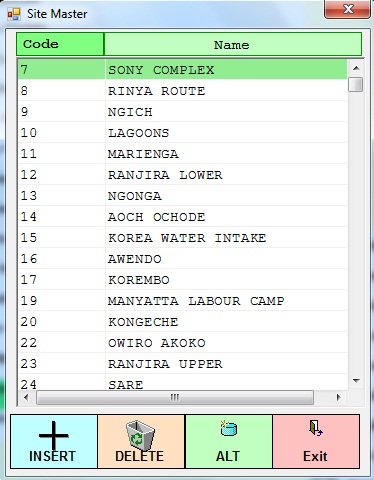 Site Master
Code Name
7 SONY COMPLEX
8 RINYA ROUTE
9 NGICH
10 LAGOONS
11 MARIENGA
12 RANJIRA LOWER
13 NGONGA
14 AOCH OCHODE
15 KOREA WATER INTAKE
16 AWENDO
17 KOREMBO
19 MANYATTA LABOUR CAMP
20 KONGECHE
22 OWIRO AKOKO
23 RANJIRA UPPER
24 SARE
INSERT DELETE ALT Exit